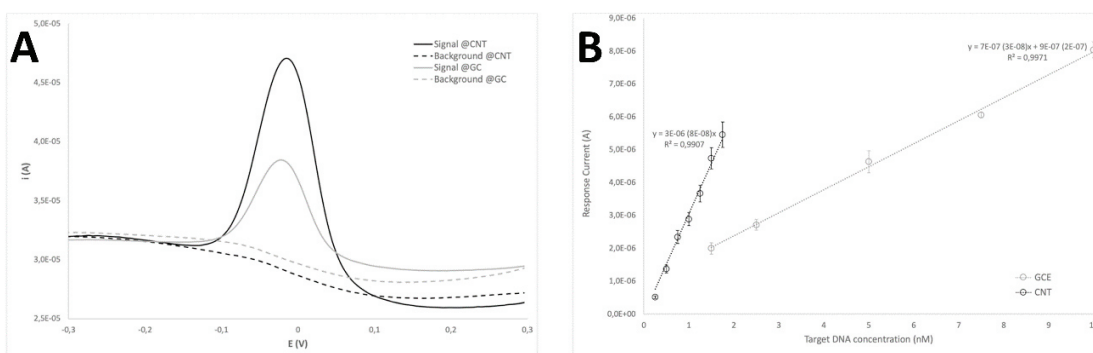 A
5,0E-05
4,5E-05
4,0E-05
3,5E-05
3,0E-05
2,5E-05
i (A)
-0,3
-0,2
-0,1
0
0,1
0,2
0,3
E (V)
Signal @CNT
Background @CNT
Signal @GC
Background @GC
B
9,0E-06
8,0E-06
7,0E-06
6,0E-06
5,0E-06
4,0E-06
3,0E-06
2,0E-06
1,0E-06
0,0E+00
Response Current (A)
0
1
2
3
4
5
6
7
8
9
10
Target DNA concentration (nM)
y = 7E-07 (3E-08)x + 9E-07 (2E-07)
R² = 0,9971
y = 3E-06 (8E-08)x
R² = 0,9907
GCE
CNT